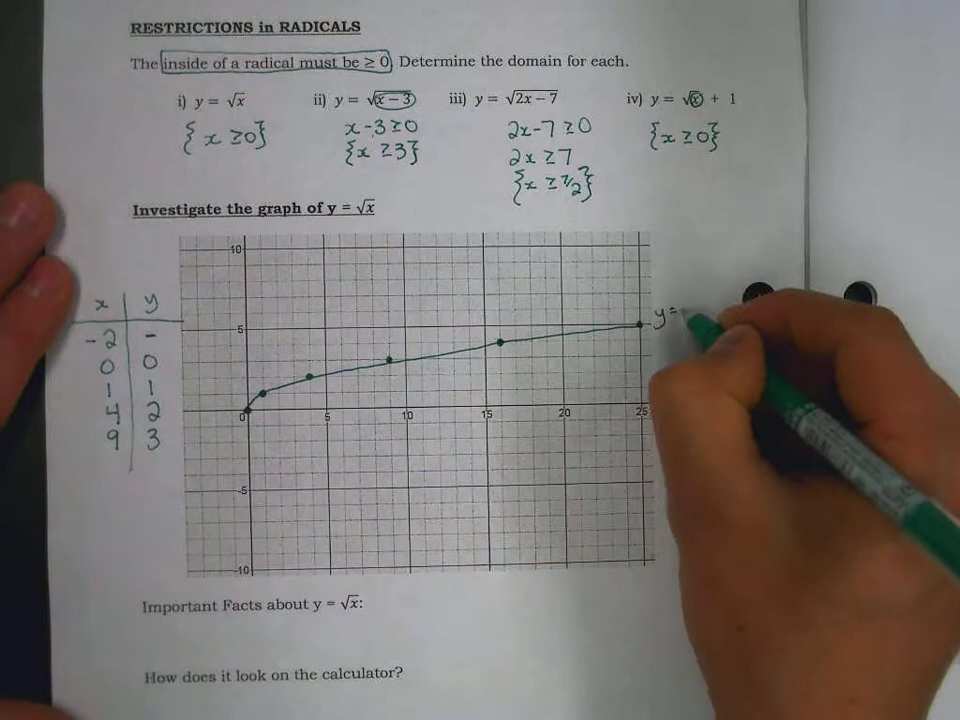 RESTRICTIONS in RADICALS
The inside of a radical must be ≥ 0. Determine the domain for each.
i) y = √x ii) y = √x – 3 iii) y = √2x – 7 iv) y = √x + 1
{x ≥0} x-3≥0 2x-7≥0 {x≥0}
{x ≥3} 2x≥7
{x ≥ 7/2}
Investigate the graph of y = √x
10
x y
5 y=
-2 -
0 0
1 1
0 5 10 15 20 25
4 2
9 3
-5
-10
Important Facts about y = √x:
How does it look on the calculator?